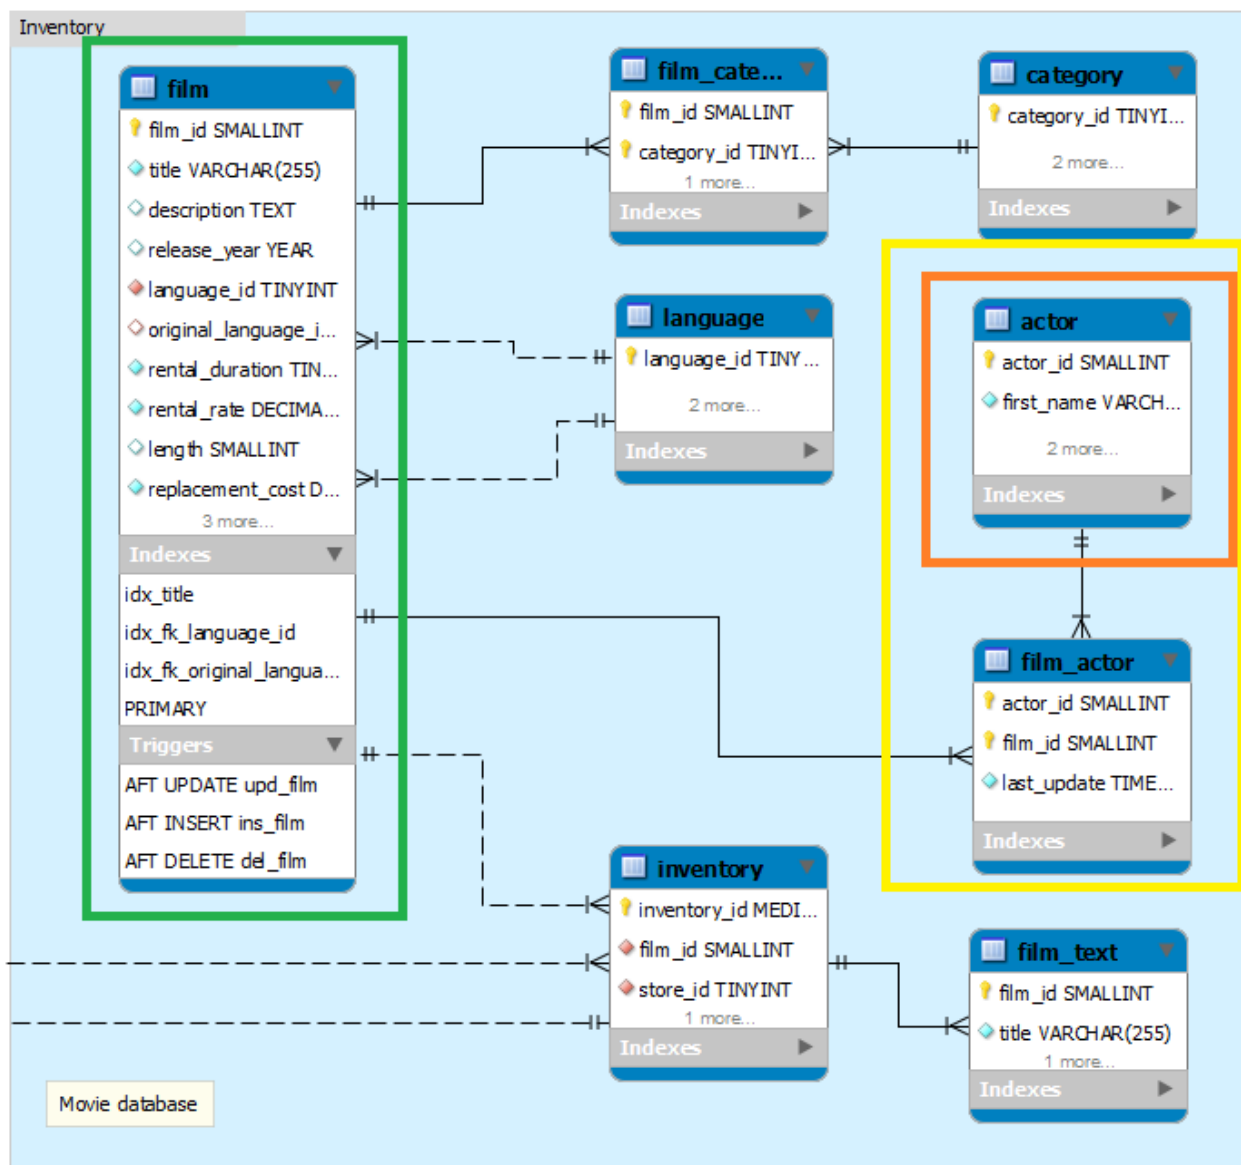 Inventory
film
film_id SMALLINT
title VARCHAR(255)
description TEXT
release_year YEAR
language_id TINYINT
original_language_i...
rental_duration TIN...
rental_rate DECIMA...
length SMALLINT
replacement_cost D...
3 more...
Indexes
idx_title
idx_fk_language_id
idx_fk_original_langua...
PRIMARY
Triggers
AFT UPDATE upd_film
AFT INSERT ins_film
AFT DELETE del_film
film_cate...
film_id SMALLINT
category_id TINYI...
1 more...
Indexes
category
category_id TINYI...
2 more...
Indexes
language
language_id TINY...
2 more...
Indexes
actor
actor_id SMALLINT
first_name VARCH...
2 more...
Indexes
film_actor
actor_id SMALLINT
film_id SMALLINT
last_update TIME...
Indexes
inventory
inventory_id MEDI...
film_id SMALLINT
store_id TINYINT
1 more...
Indexes
film_text
film_id SMALLINT
title VARCHAR(255)
1 more...
Indexes
Movie database